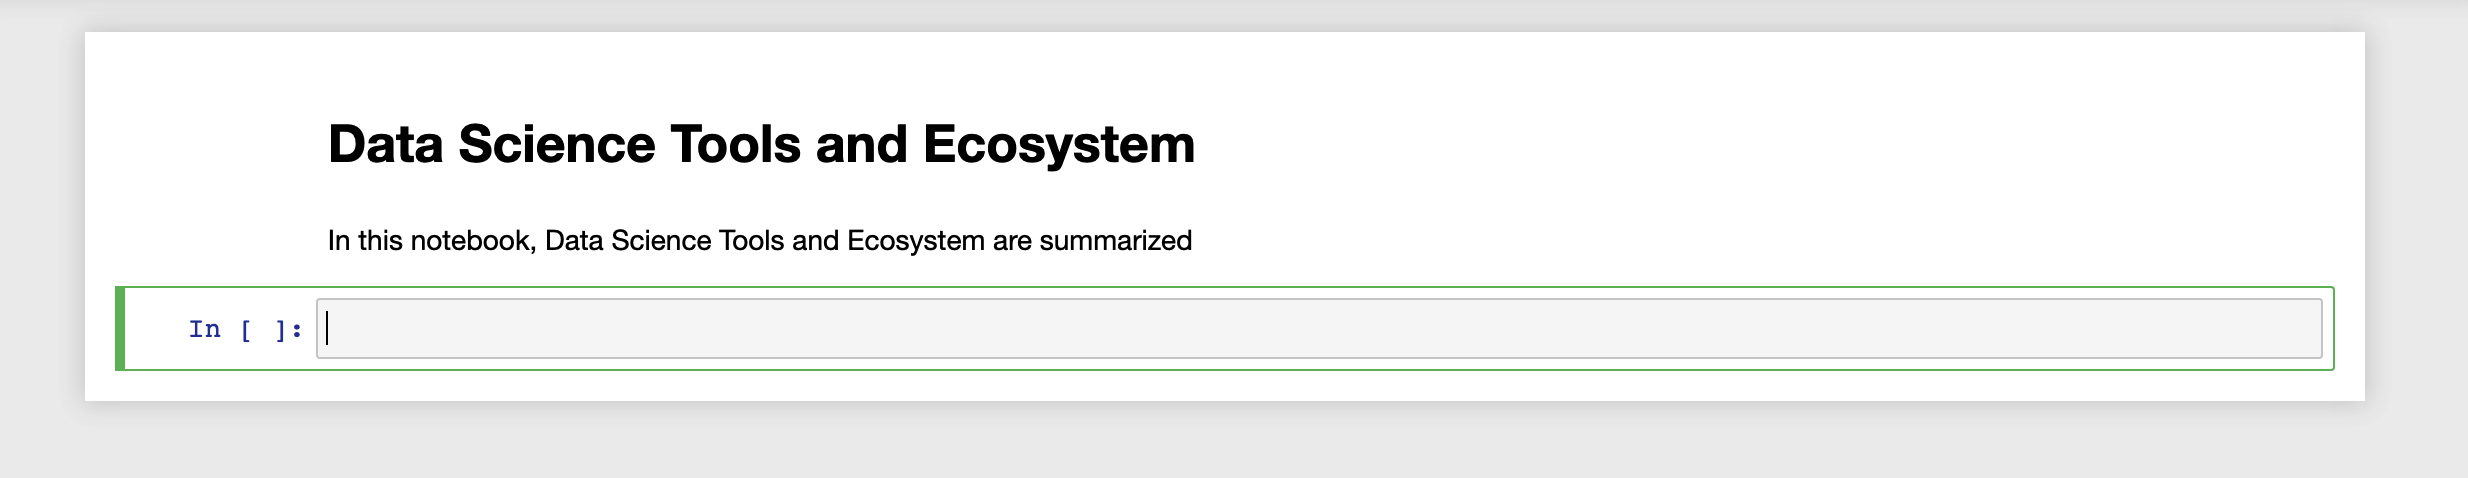 Data Science Tools and Ecosystem
In this notebook, Data Science Tools and Ecosystem are summarized
In [ ]: